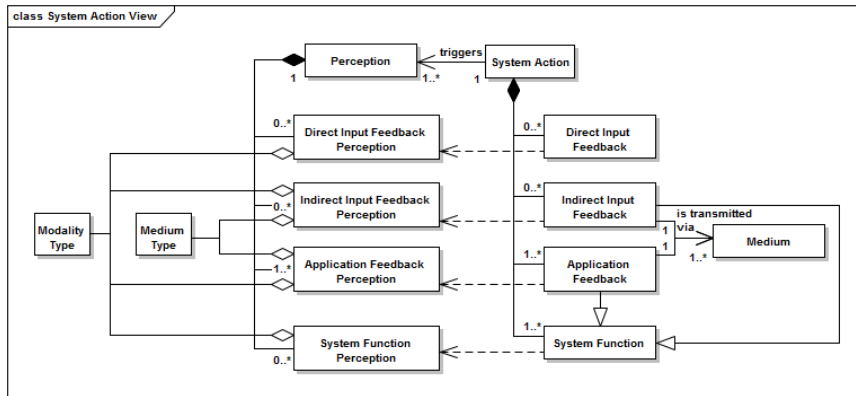 class System Action View
Perception
1
triggers
1..*
System Action
1
0..*
Direct Input Feedback
Perception
0..*
Direct Input
Feedback
0..*
Indirect Input Feedback
Perception
0..*
Indirect Input
Feedback
is transmitted
via
1
1
1..*
Medium
Modality
Type
Medium
Type
1..*
Application Feedback
Perception
1..*
Application
Feedback
0..*
System Function
Perception
1..*
System Function